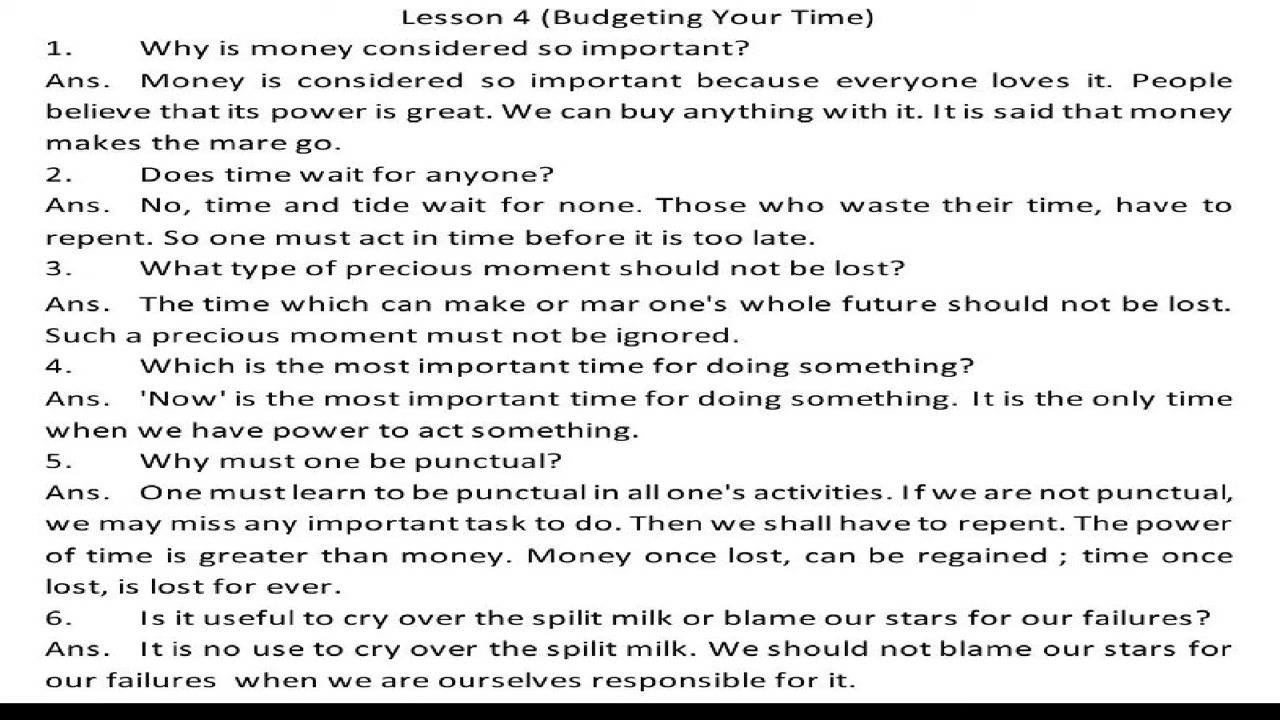 Lesson 4 (Budgeting Your Time)
1. Why is money considered so important?
Ans. Money is considered so important because everyone loves it. People
believe that its power is great. We can buy anything with it. It is said that money
makes the mare go.
2. Does time wait for anyone?
Ans. No, time and tide wait for none. Those who waste their time, have to
repent. So one must act in time before it is too late.
3. What type of precious moment should not be lost?
Ans. The time which can make or mar one's whole future should not be lost.
Such a precious moment must not be ignored.
4. Which is the most important time for doing something?
Ans. 'Now' is the most important time for doing something. It is the only time
when we have power to act something.
5. Why must one be punctual?
Ans. One must learn to be punctual in all one's activities. If we are not punctual,
we may miss any important task to do. Then we shall have to repent. The power
of time is greater than money. Money once lost, can be regained ; time once
lost, is lost for ever.
6. Is it useful to cry over the spilit milk or blame our stars for our failures?
Ans. It is no use to cry over the spilit milk. We should not blame our stars for
our failures when we are ourselves responsible for it.